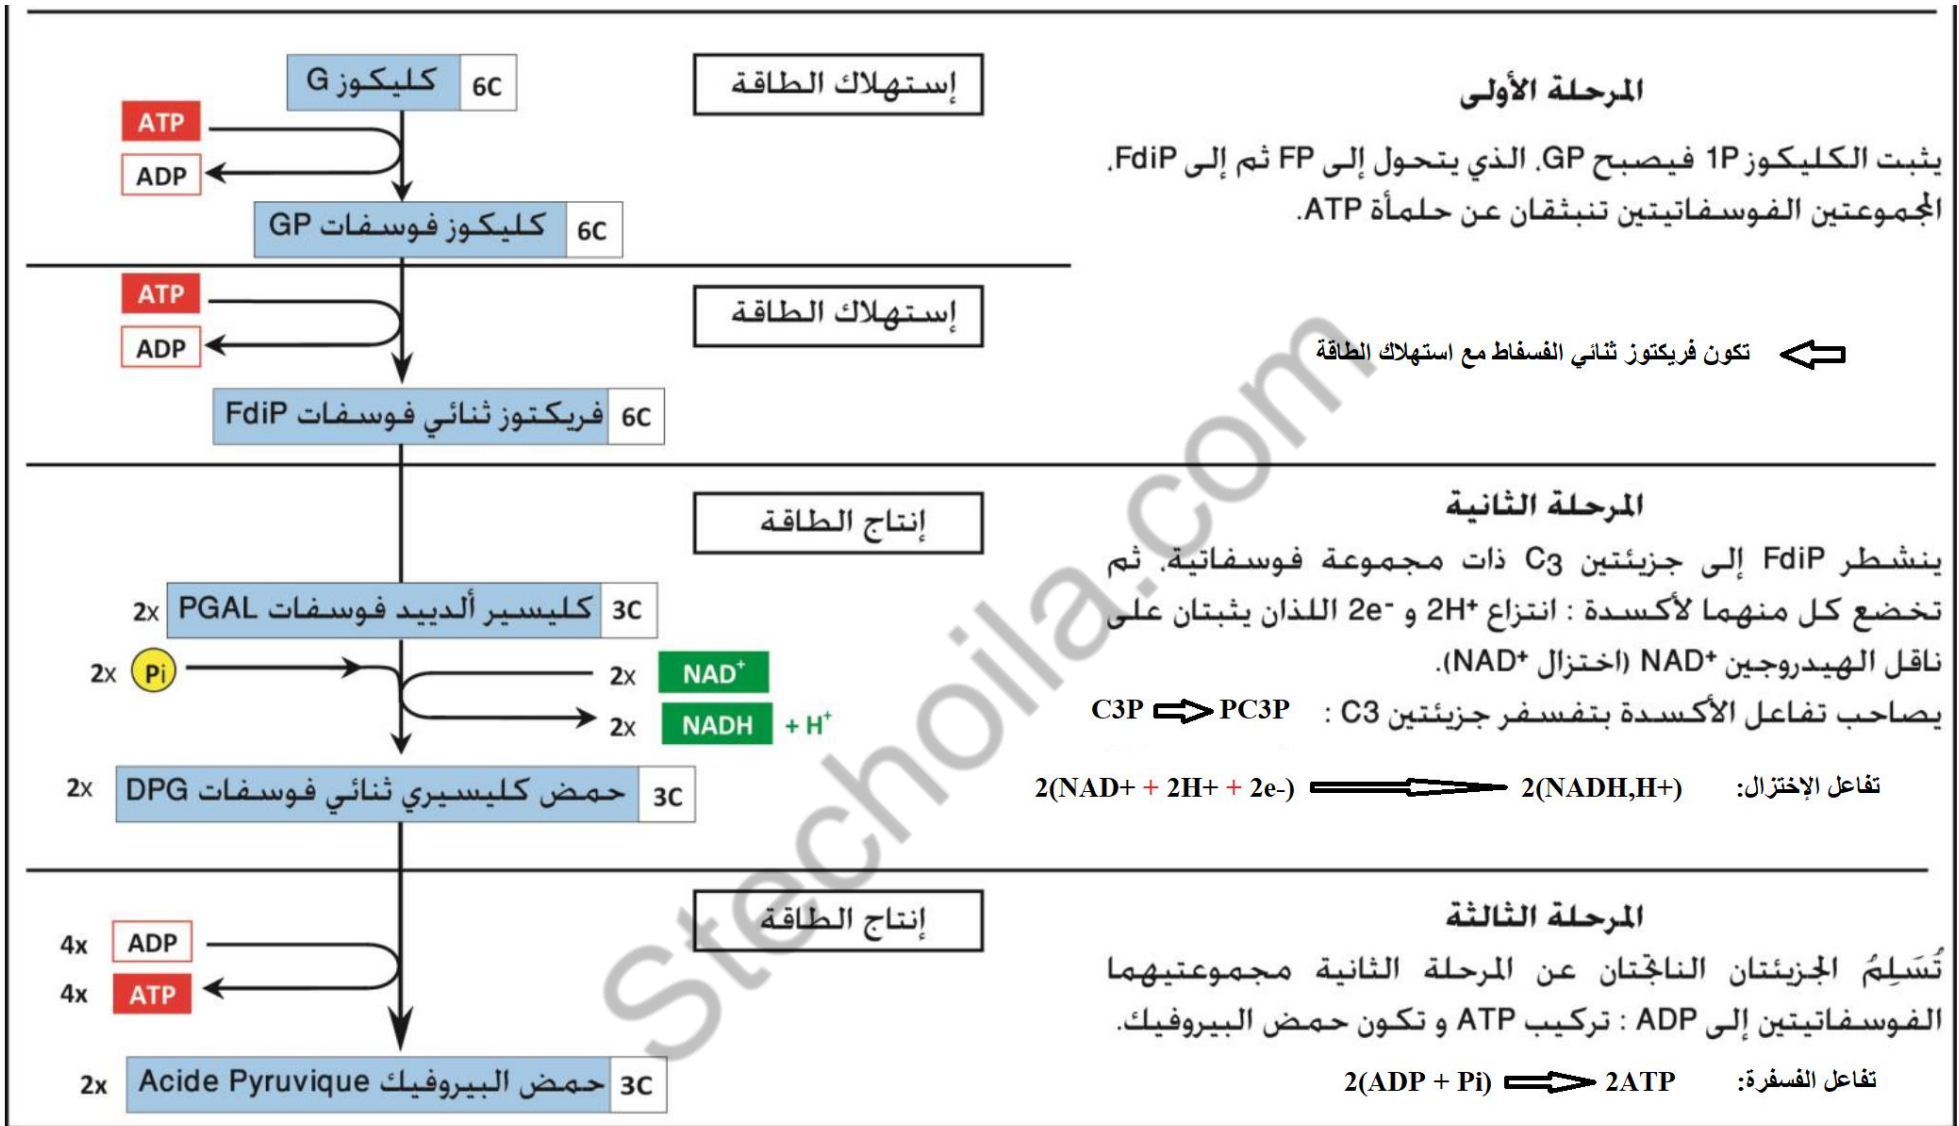 المرحلة الأولى
يثبت الكليكوز 1P فيصبح GP، الذي يتحول إلى FP ثم إلى FdiP.
المجموعتين الفوسفاتيتين تنبثقان عن حلمأة ATP.
إستهلاك الطاقة
كليكوز G 6C
ATP
ADP
كليكوز فوسفات GP 6C
تكون فريكتوز ثنائي الفسفاط مع استهلاك الطاقة
إستهلاك الطاقة
ATP
ADP
فريكتوز ثنائي فوسفات FdiP 6C
المرحلة الثانية
ينشطر FdiP إلى جزيئتين C3 ذات مجموعة فوسفاتية. ثم
تخضع كل منهما لأكسدة : انتزاع 2H+ و 2e- اللذان يثبتان على
ناقل الهيدروجين NAD+ (اختزال NAD+).
يصاحب تفاعل الأكسدة بتفسفر جزيئتين C3 : C3P ⇨ PC3P
تفاعل الإختزال: 2(NAD+ + 2H+ + 2e-) ⇨ 2(NADH,H+)
إنتاج الطاقة
2x كليسير ألدييد فوسفات PGAL 3C
2x Pi
2x NAD+
2x NADH + H+
2x حمض كليسيري ثنائي فوسفات DPG 3C
المرحلة الثالثة
تُسَلِمُ الجزيئتان الناتجتان عن المرحلة الثانية مجموعتيهما
الفوسفاتيتين إلى ADP : تركيب ATP و تكون حمض البيروفيك.
تفاعل الفسفرة: 2(ADP + Pi) ⇨ 2ATP
إنتاج الطاقة
4x ADP
4x ATP
2x حمض البيروفيك Acide Pyruvique 3C
Stechoila.com